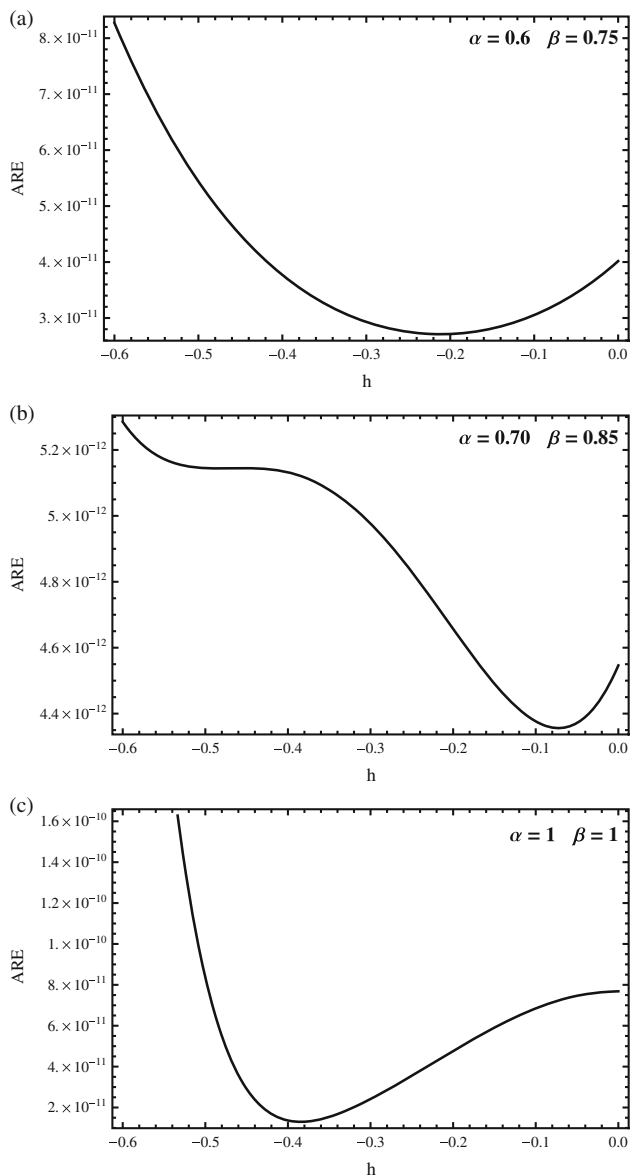 (a)
α = 0.6 β = 0.75
8.×10⁻¹¹
7.×10⁻¹¹
6.×10⁻¹¹
5.×10⁻¹¹
4.×10⁻¹¹
3.×10⁻¹¹
ARE
−0.6 −0.5 −0.4 −0.3 −0.2 −0.1 0.0
h
(b)
α = 0.70 β = 0.85
5.2×10⁻¹²
5.×10⁻¹²
4.8×10⁻¹²
4.6×10⁻¹²
4.4×10⁻¹²
ARE
−0.6 −0.5 −0.4 −0.3 −0.2 −0.1 0.0
h
(c)
α = 1 β = 1
1.6×10⁻¹⁰
1.4×10⁻¹⁰
1.2×10⁻¹⁰
1.×10⁻¹⁰
8.×10⁻¹¹
6.×10⁻¹¹
4.×10⁻¹¹
2.×10⁻¹¹
ARE
−0.6 −0.5 −0.4 −0.3 −0.2 −0.1 0.0
h